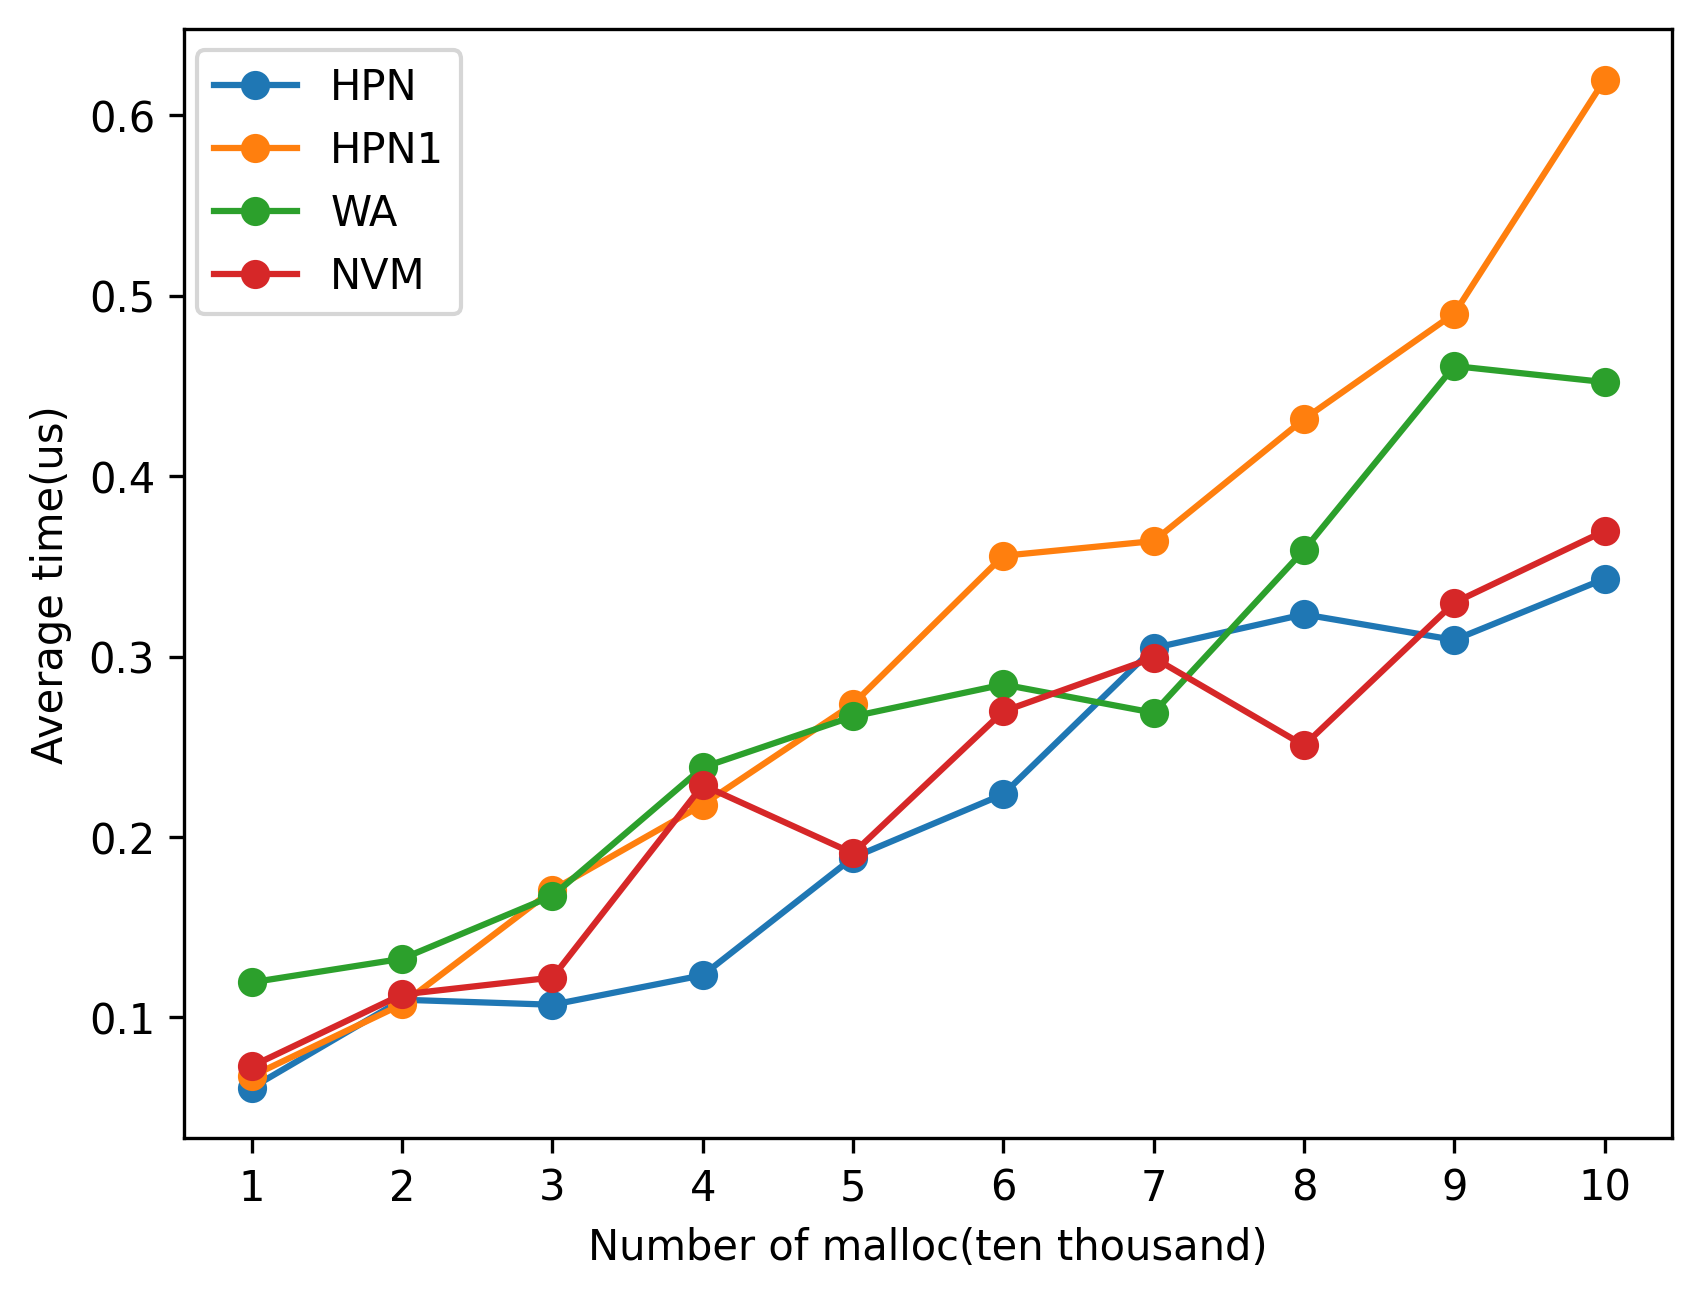 HPN
HPN1
WA
NVM
0.6
0.5
0.4
0.3
0.2
0.1
Average time(us)
1 2 3 4 5 6 7 8 9 10
Number of malloc(ten thousand)